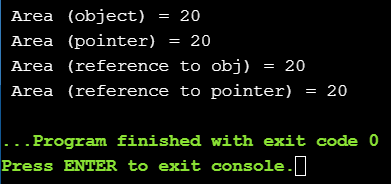 Area (object) = 20
Area (pointer) = 20
Area (reference to obj) = 20
Area (reference to pointer) = 20
...Program finished with exit code 0
Press ENTER to exit console.